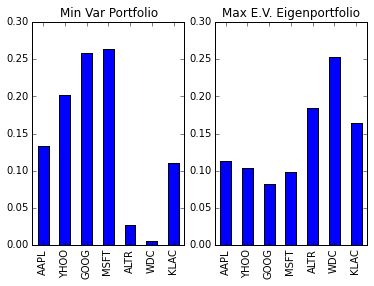 Min Var Portfolio
0.30
0.25
0.20
0.15
0.10
0.05
0.00
AAPL
YHOO
GOOG
MSFT
ALTR
WDC
KLAC
Max E.V. Eigenportfolio
0.30
0.25
0.20
0.15
0.10
0.05
0.00
AAPL
YHOO
GOOG
MSFT
ALTR
WDC
KLAC